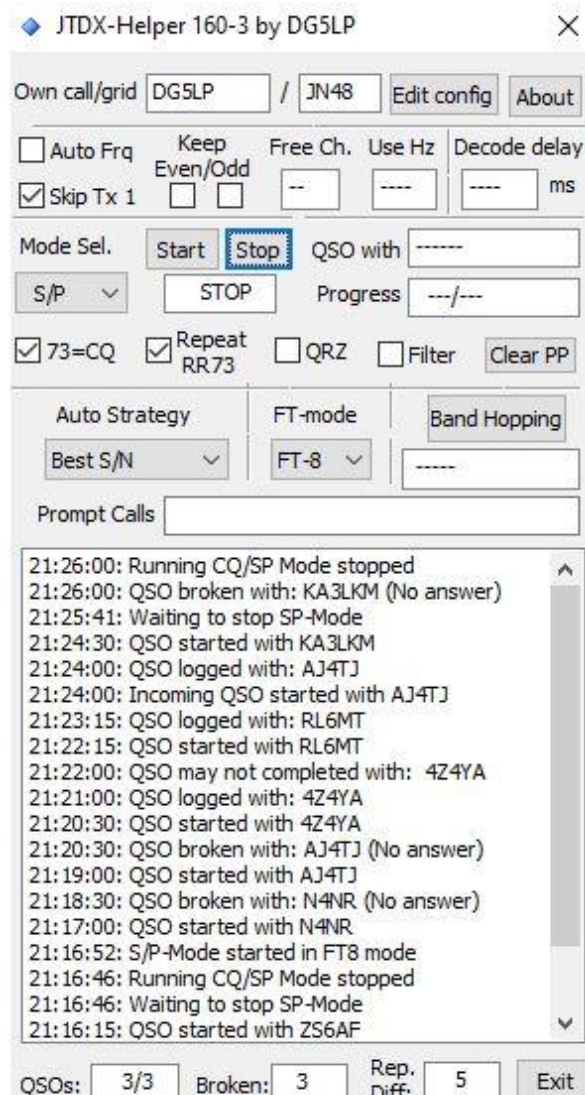 JTDX-Helper 160-3 by DG5LP
Own call/grid DG5LP / JN48 Edit config About
Auto Frq Keep Even/Odd Free Ch. Use Hz Decode delay
Skip Tx 1 -- ---- ---- ms
Mode Sel. Start Stop QSO with ------
S/P STOP Progress ---/---
73=CQ Repeat RR73 QRZ Filter Clear PP
Auto Strategy FT-mode Band Hopping
Best S/N FT-8 -----
Prompt Calls
21:26:00: Running CQ/SP Mode stopped
21:26:00: QSO broken with: KA3LKM (No answer)
21:25:41: Waiting to stop SP-Mode
21:24:30: QSO started with KA3LKM
21:24:00: QSO logged with: AJ4TJ
21:24:00: Incoming QSO started with AJ4TJ
21:23:15: QSO logged with: RL6MT
21:22:15: QSO started with RL6MT
21:22:00: QSO may not completed with:  4Z4YA
21:21:00: QSO logged with: 4Z4YA
21:20:30: QSO started with 4Z4YA
21:20:30: QSO broken with: AJ4TJ (No answer)
21:19:00: QSO started with AJ4TJ
21:18:30: QSO broken with: N4NR (No answer)
21:17:00: QSO started with N4NR
21:16:52: S/P-Mode started in FT8 mode
21:16:46: Running CQ/SP Mode stopped
21:16:46: Waiting to stop SP-Mode
21:16:15: QSO started with ZS6AF
QSOs: 3/3 Broken: 3 Rep. Diff: 5 Exit